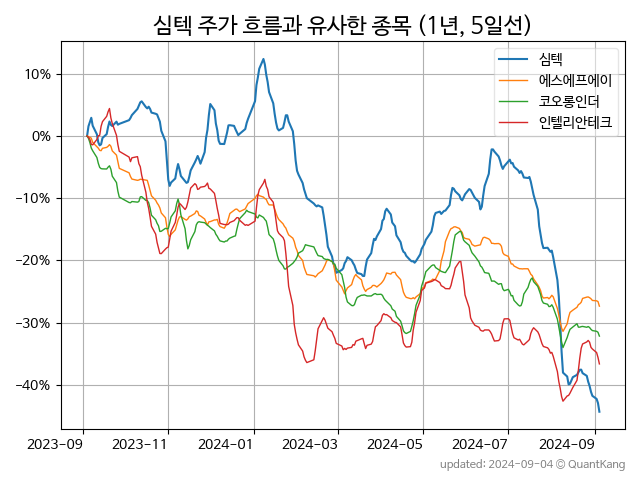 심텍 주가 흐름과 유사한 종목 (1년, 5일선)
심텍
에스에프에이
코오롱인더
인텔리안테크
10%
0%
−10%
−20%
−30%
−40%
2023-09 2023-11 2024-01 2024-03 2024-05 2024-07 2024-09
updated: 2024-09-04 © QuantKang